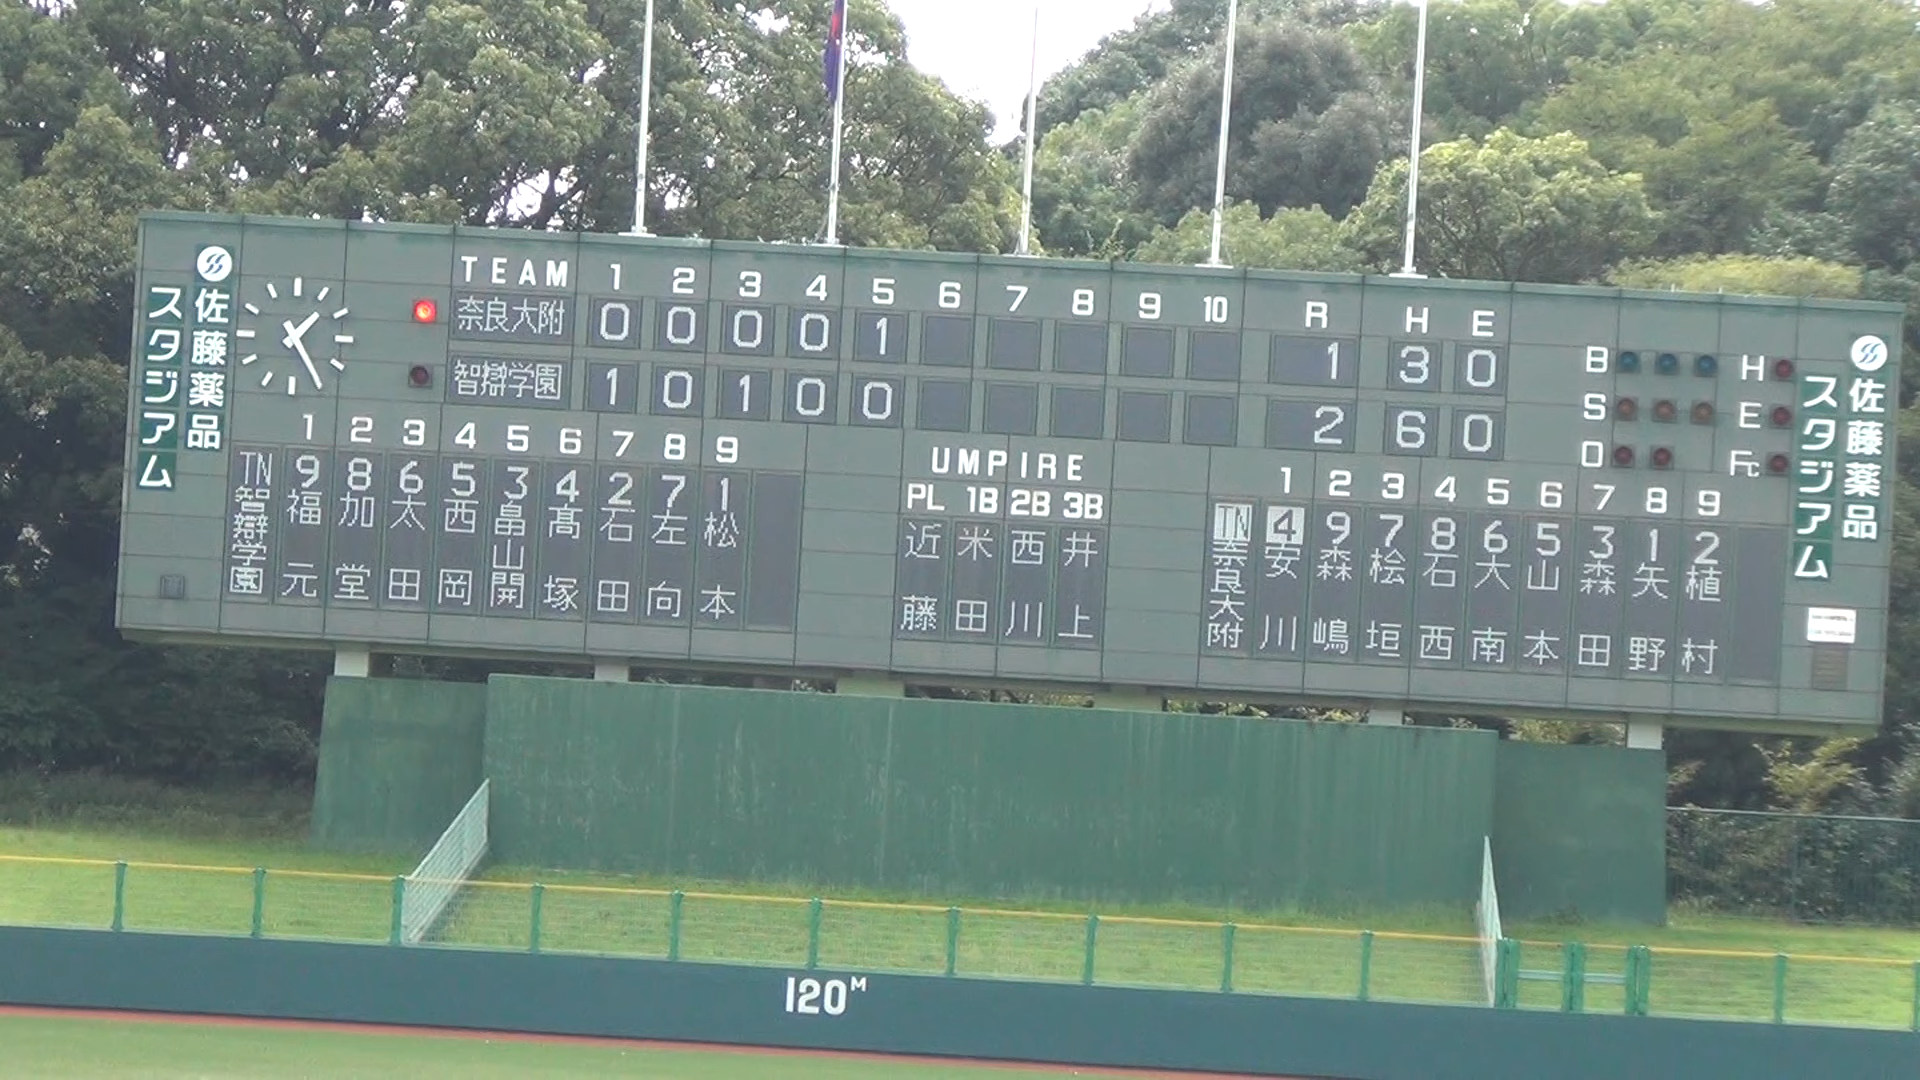 佐藤薬品
スタジアム
TEAM 1 2 3 4 5 6 7 8 9 10 R H E
奈良大附 0 0 0 0 1 1 3 0
智辯学園 1 0 1 0 0 2 6 0
B H
S E
O Fc
1 2 3 4 5 6 7 8 9
TN 9 8 6 5 3 4 2 7 1
智辯学園
福元
加堂
太田
西岡
畠山開
髙塚
石田
左向
松本
UMPIRE
PL 1B 2B 3B
近藤
米田
西川
井上
1 2 3 4 5 6 7 8 9
TN 4 9 7 8 6 5 3 1 2
奈良大附
安川
森嶋
桧垣
石西
大南
山本
森田
矢野
植村
佐藤薬品
スタジアム
120M